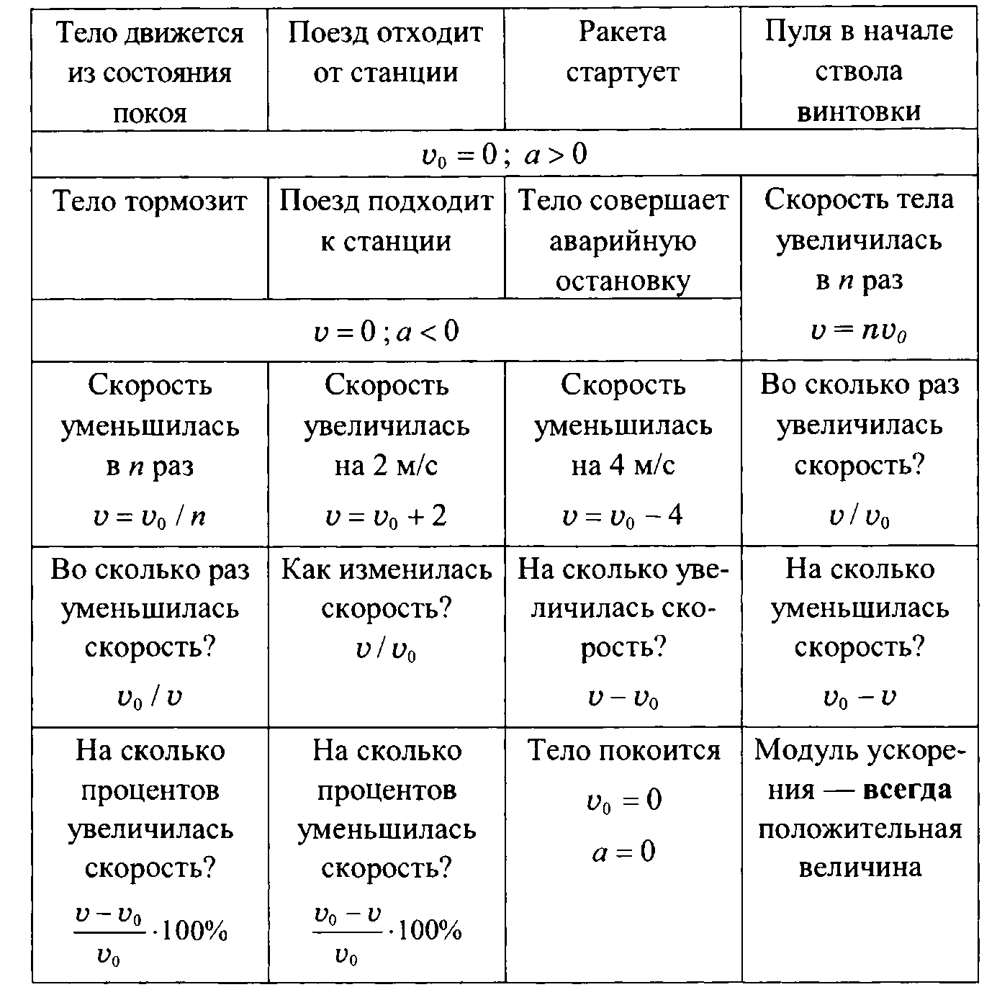 Тело движется
из состояния
покоя
Поезд отходит
от станции
Ракета
стартует
Пуля в начале
ствола
винтовки
υ₀ = 0 ; a > 0
Тело тормозит
Поезд подходит
к станции
Тело совершает
аварийную
остановку
υ = 0 ; a < 0
Скорость тела
увеличилась
в n раз
υ = nυ₀
Скорость
уменьшилась
в n раз
υ = υ₀ / n
Скорость
увеличилась
на 2 м/с
υ = υ₀ + 2
Скорость
уменьшилась
на 4 м/с
υ = υ₀ − 4
Во сколько раз
увеличилась
скорость?
υ / υ₀
Во сколько раз
уменьшилась
скорость?
υ₀ / υ
Как изменилась
скорость?
υ / υ₀
На сколько уве-
личилась ско-
рость?
υ − υ₀
На сколько
уменьшилась
скорость?
υ₀ − υ
На сколько
процентов
увеличилась
скорость?
υ − υ₀
·100%
υ₀
На сколько
процентов
уменьшилась
скорость?
υ₀ − υ
·100%
υ₀
Тело покоится
υ₀ = 0
a = 0
Модуль ускоре-
ния — всегда
положительная
величина